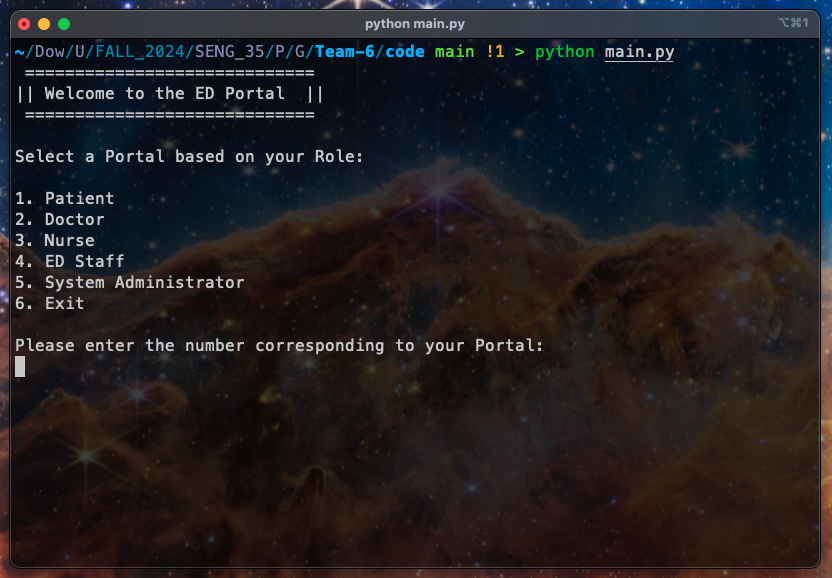 python main.py
⌥⌘1
~/Dow/U/FALL_2024/SENG_35/P/G/Team-6/code main !1 > python main.py
=============================
|| Welcome to the ED Portal  ||
=============================
Select a Portal based on your Role:
1. Patient
2. Doctor
3. Nurse
4. ED Staff
5. System Administrator
6. Exit
Please enter the number corresponding to your Portal: